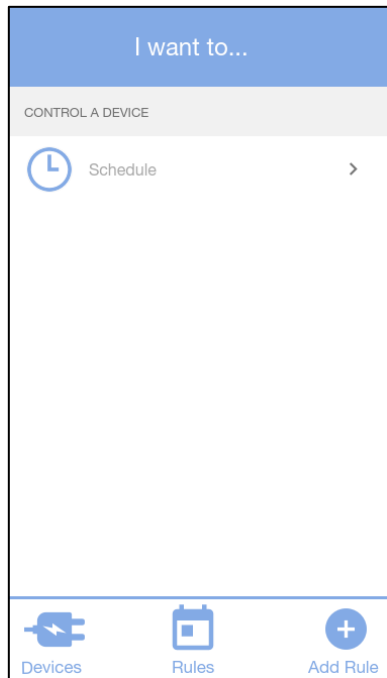 I want to...
CONTROL A DEVICE
Schedule
Devices Rules Add Rule